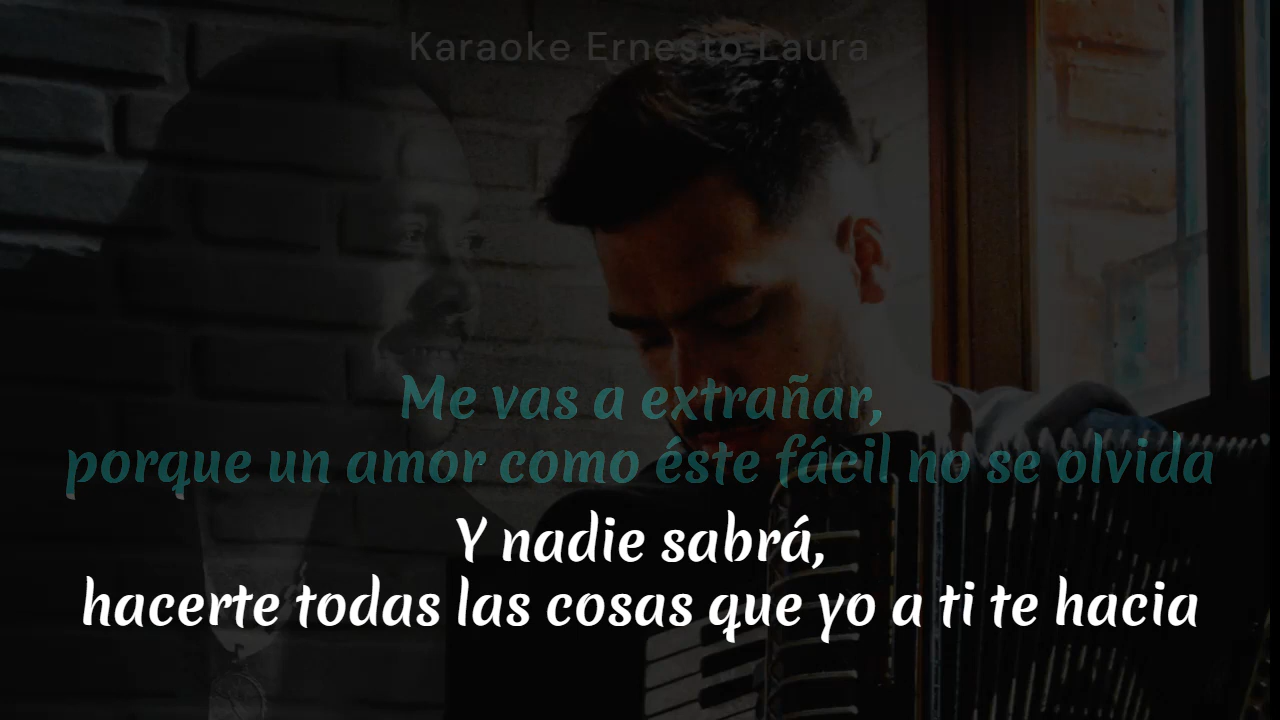 Karaoke Ernesto Laura
Me vas a extrañar,
porque un amor como éste fácil no se olvida
Y nadie sabrá,
hacerte todas las cosas que yo a ti te hacia